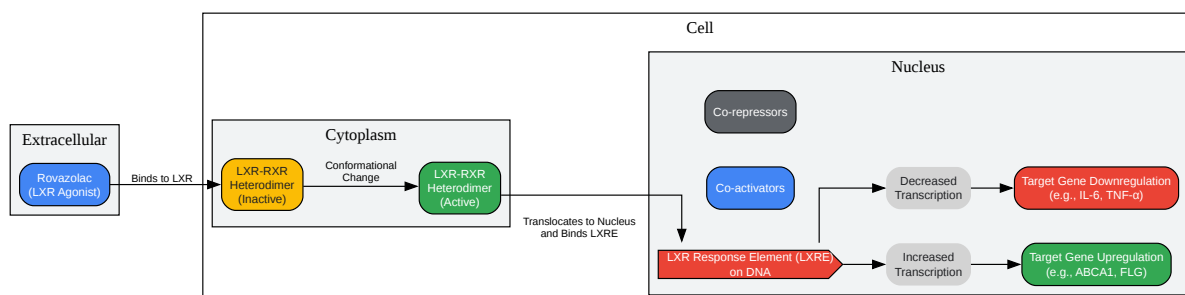 Cell
Nucleus
Extracellular
Rovazolac
(LXR Agonist)
Binds to LXR
Cytoplasm
LXR-RXR
Heterodimer
(Inactive)
Conformational
Change
LXR-RXR
Heterodimer
(Active)
Translocates to Nucleus
and Binds LXRE
Co-repressors
Co-activators
LXR Response Element (LXRE)
on DNA
Decreased
Transcription
Target Gene Downregulation
(e.g., IL-6, TNF-α)
Increased
Transcription
Target Gene Upregulation
(e.g., ABCA1, FLG)